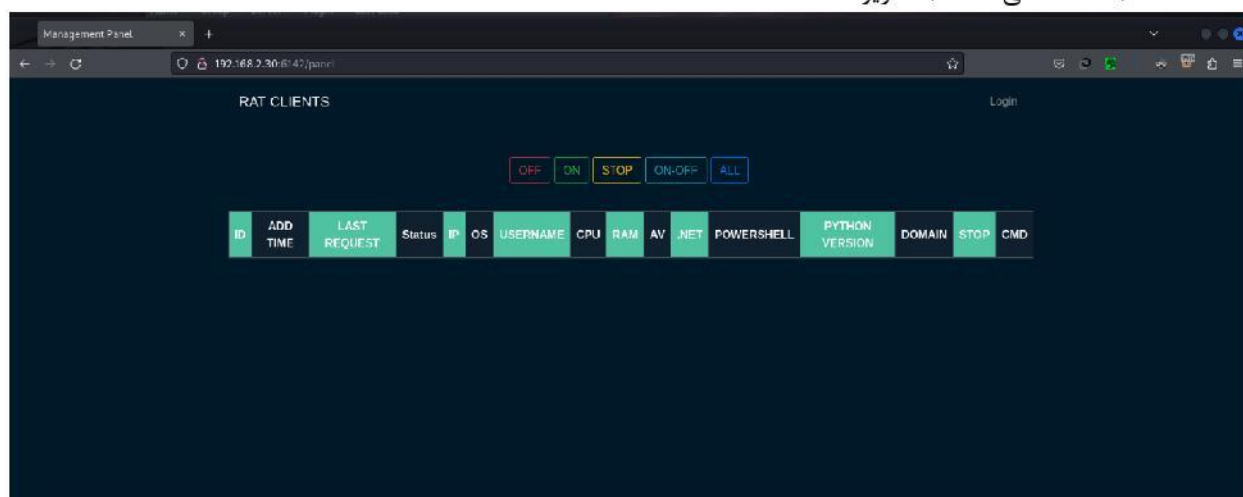 Management Panel
192.168.2.30:6142/panel
RAT CLIENTS
Login
OFF
ON
STOP
ON-OFF
ALL
ID ADD TIME LAST REQUEST Status IP OS USERNAME CPU RAM AV .NET POWERSHELL PYTHON VERSION DOMAIN STOP CMD